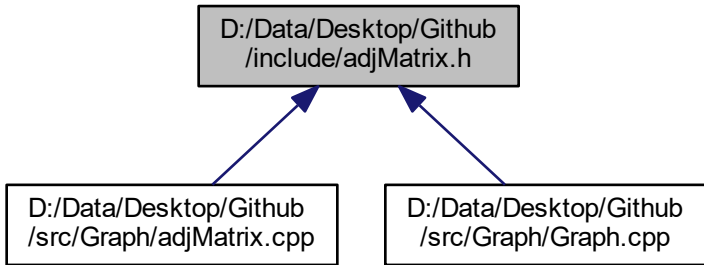 D:/Data/Desktop/Github
/include/adjMatrix.h
D:/Data/Desktop/Github
/src/Graph/adjMatrix.cpp
D:/Data/Desktop/Github
/src/Graph/Graph.cpp